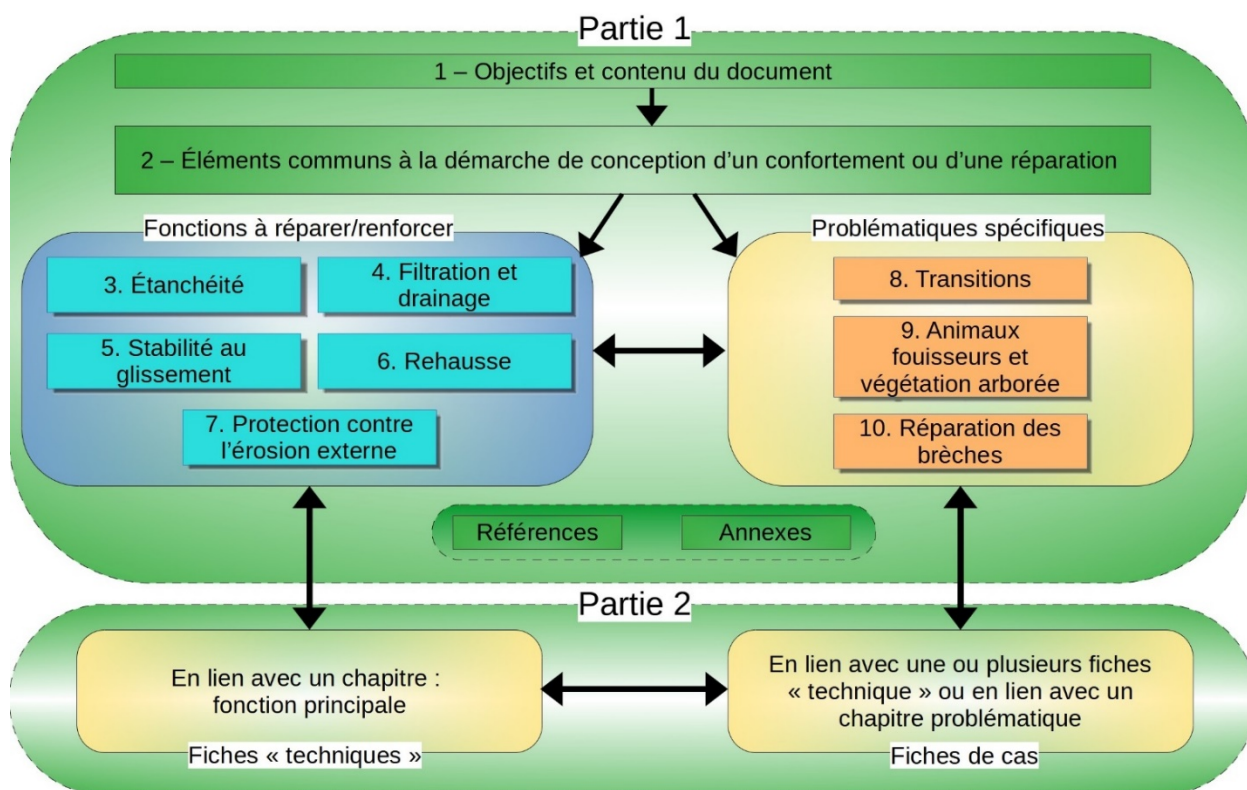 Partie 1
1 – Objectifs et contenu du document
2 – Éléments communs à la démarche de conception d’un confortement ou d’une réparation
Fonctions à réparer/renforcer
3. Étanchéité
4. Filtration et
drainage
5. Stabilité au
glissement
6. Rehausse
7. Protection contre
l’érosion externe
Problématiques spécifiques
8. Transitions
9. Animaux
fouisseurs et
végétation arborée
10. Réparation des
brèches
Références
Annexes
Partie 2
En lien avec un chapitre :
fonction principale
Fiches « techniques »
En lien avec une ou plusieurs fiches
« technique » ou en lien avec un
chapitre problématique
Fiches de cas